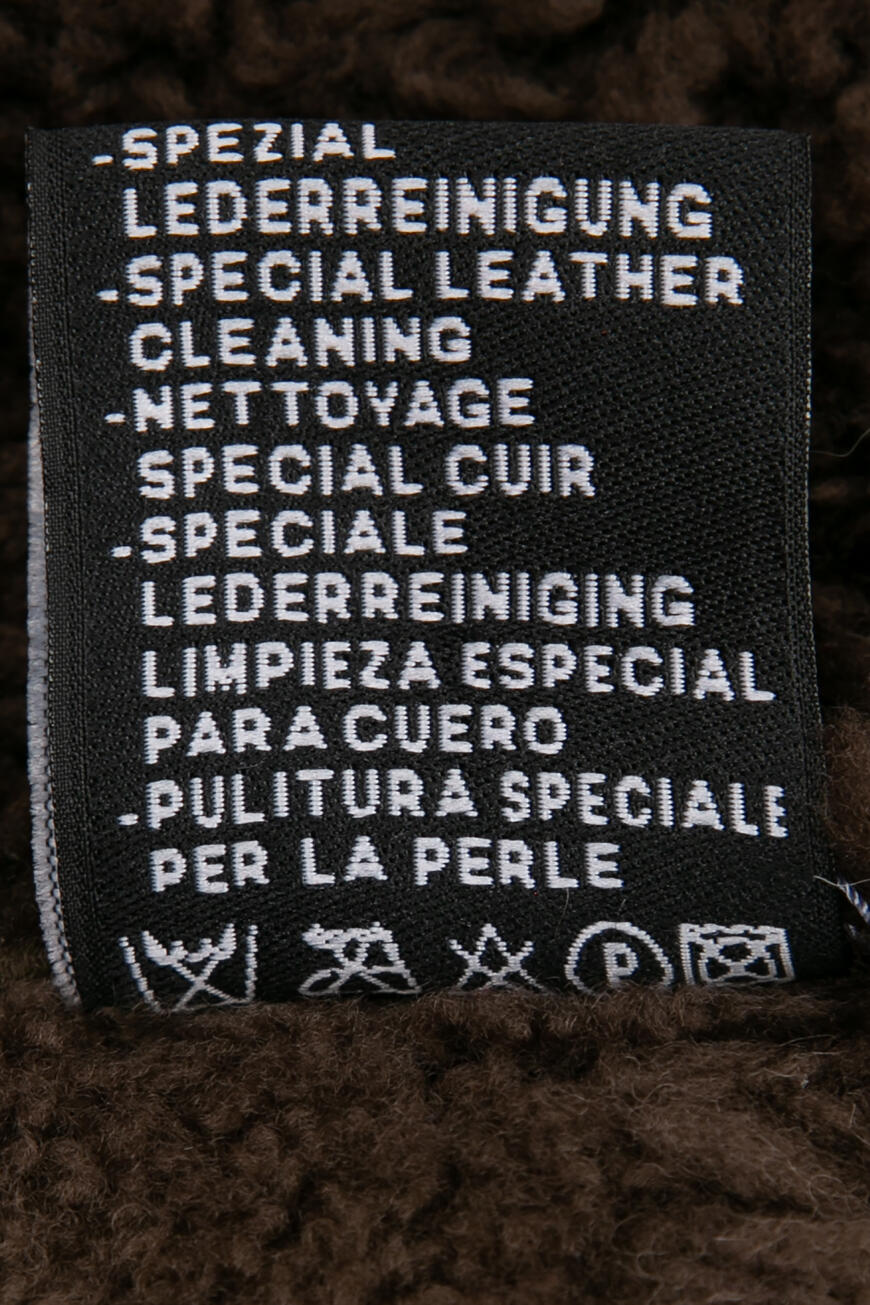 -SPEZIAL
LEDERREINIGUNG
-SPECIAL LEATHER
CLEANING
-NETTOYAGE
SPECIAL CUIR
-SPECIALE
LEDERREINIGING
LIMPIEZA ESPECIAL
PARA CUERO
-PULITURA SPECIALE
PER LA PERLE
P